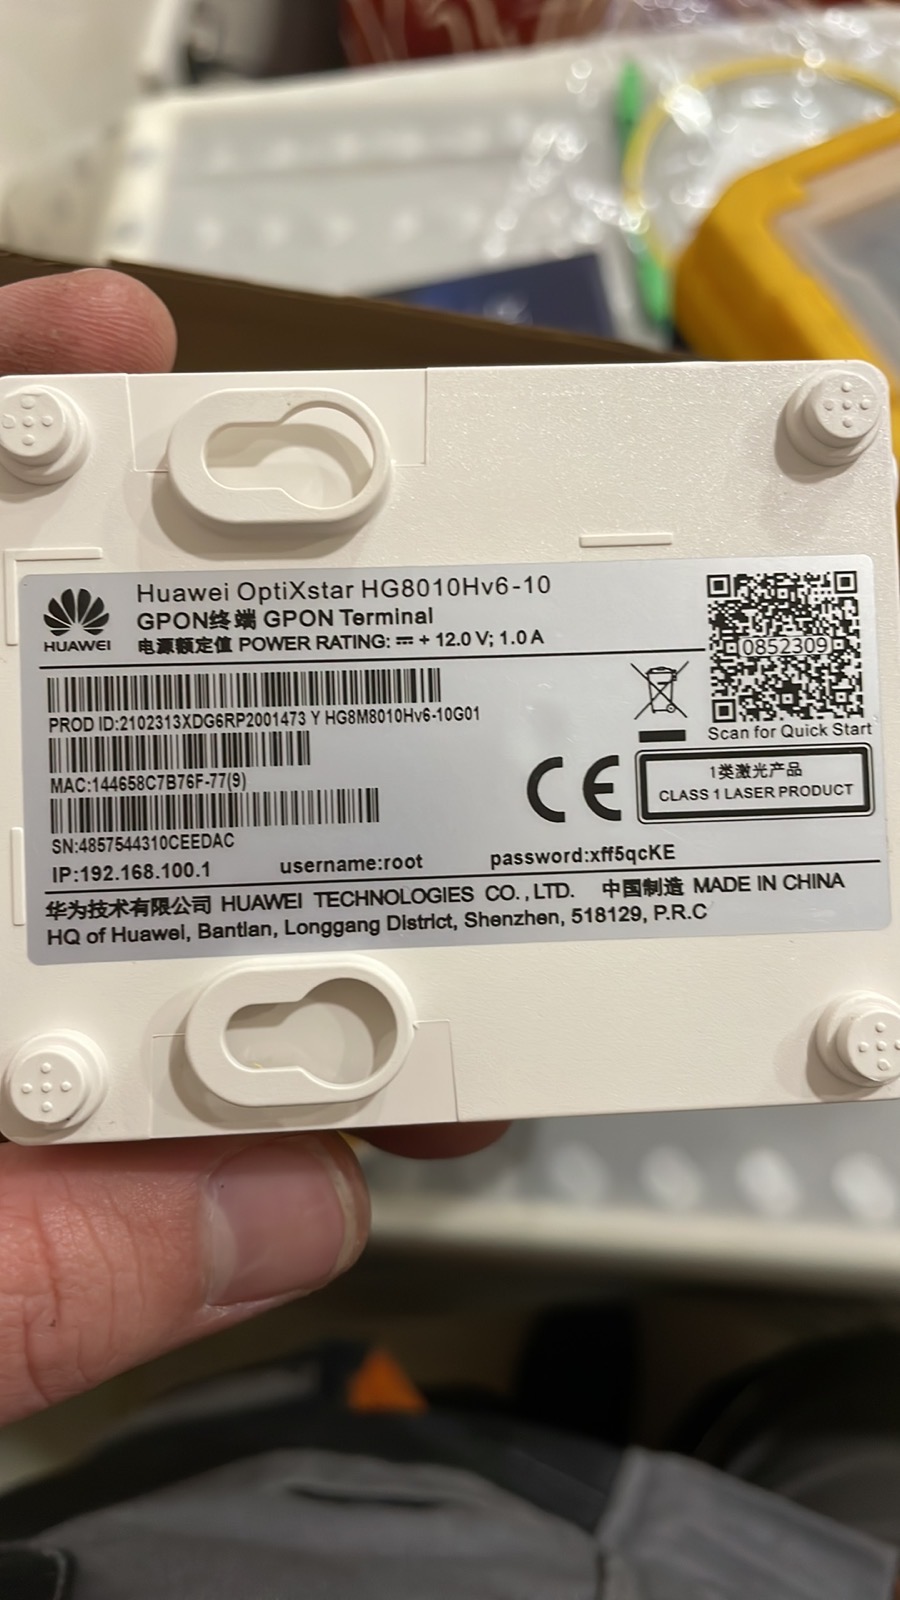 Huawei OptiXstar HG8010Hv6-10
GPON终端 GPON Terminal
电源额定值 POWER RATING: ⎓ + 12.0 V; 1.0 A
HUAWEI
0852309
Scan for Quick Start
PROD ID:2102313XDG6RP2001473 Y HG8M8010Hv6-10G01
MAC:144658C7B76F-77(9)
1类激光产品
CLASS 1 LASER PRODUCT
CE
SN:4857544310CEEDAC
IP:192.168.100.1 username:root password:xff5qcKE
华为技术有限公司 HUAWEI TECHNOLOGIES CO.,LTD. 中国制造 MADE IN CHINA
HQ of Huawei, Bantian, Longgang District, Shenzhen, 518129, P.R.C